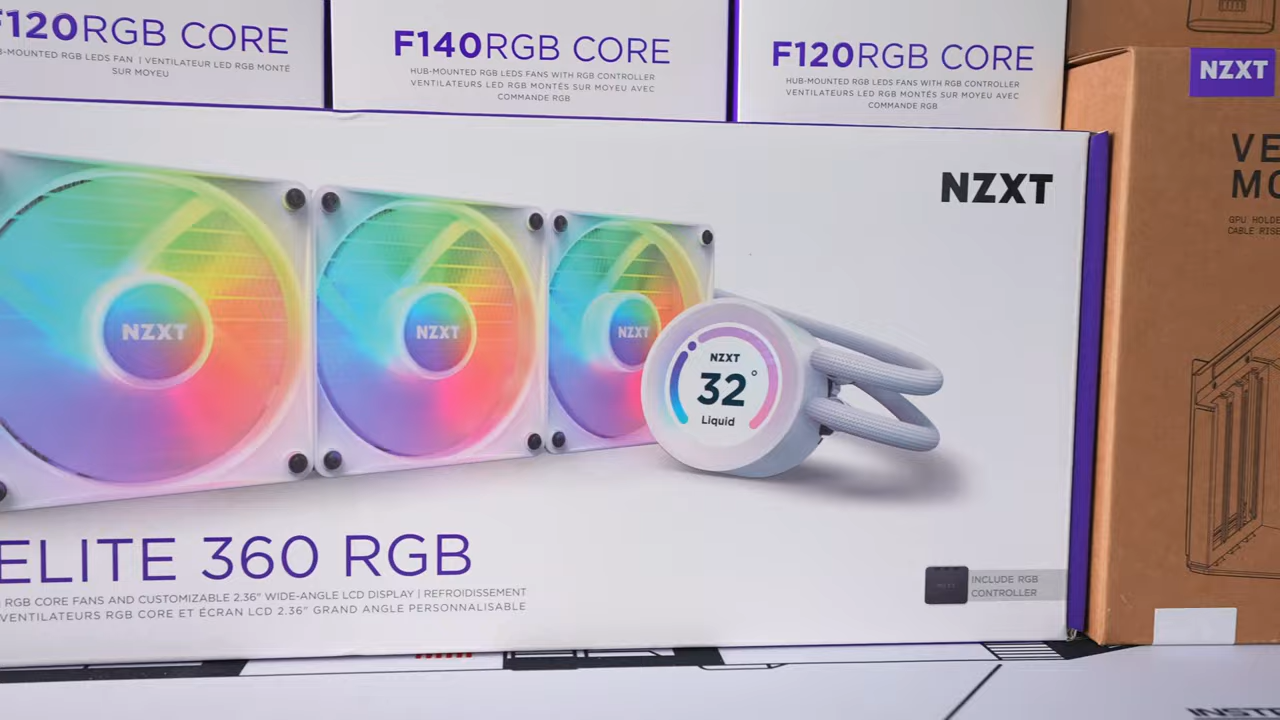 F120RGB CORE
B-MOUNTED RGB LEDS FAN | VENTILATEUR LED RGB MONTÉ
SUR MOYEU
F140RGB CORE
HUB-MOUNTED RGB LEDS FANS WITH RGB CONTROLLER
VENTILATEURS LED RGB MONTÉS SUR MOYEU AVEC
COMMANDE RGB
F120RGB CORE
HUB-MOUNTED RGB LEDS FANS WITH RGB CONTROLLER
VENTILATEURS LED RGB MONTÉS SUR MOYEU AVEC
COMMANDE RGB
NZXT
VE
MO
GPU HOLDE
CABLE RISE
NZXT
NZXT
NZXT
NZXT
NZXT
32°
Liquid
ELITE 360 RGB
RGB CORE FANS AND CUSTOMIZABLE 2.36" WIDE-ANGLE LCD DISPLAY | REFROIDISSEMENT
VENTILATEURS RGB CORE ET ÉCRAN LCD 2.36" GRAND ANGLE PERSONNALISABLE
INCLUDE RGB
CONTROLLER